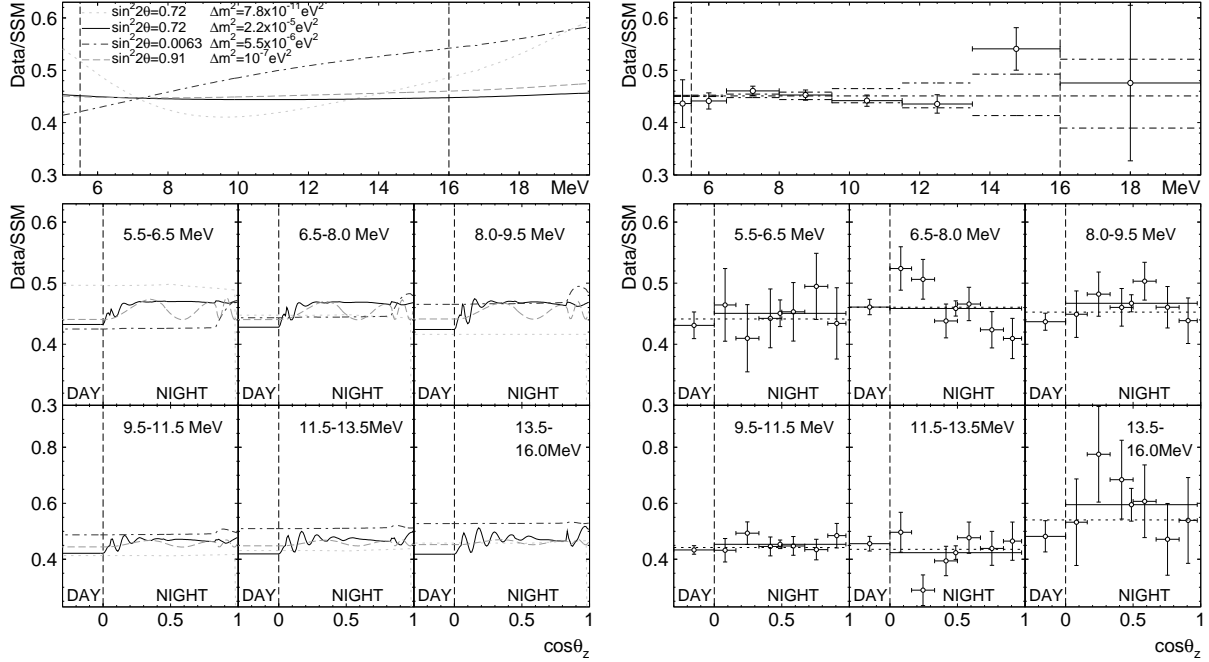 Data/SSM
0.6
0.5
0.4
0.3
sin²2θ=0.72 Δm²=7.8x10⁻¹¹eV²
sin²2θ=0.72 Δm²=2.2x10⁻⁵eV²
sin²2θ=0.0063 Δm²=5.5x10⁻⁶eV²
sin²2θ=0.91 Δm²=10⁻⁷eV²
6 8 10 12 14 16 18 MeV
Data/SSM
0.6
0.5
0.4
0.3
5.5-6.5 MeV 6.5-8.0 MeV 8.0-9.5 MeV
DAY NIGHT DAY NIGHT DAY NIGHT
0.8
0.6
0.4
9.5-11.5 MeV 11.5-13.5MeV 13.5-
16.0MeV
DAY NIGHT DAY NIGHT DAY NIGHT
0 0.5 1 0 0.5 1 0 0.5 1
cosθz
Data/SSM
0.6
0.5
0.4
0.3
6 8 10 12 14 16 18 MeV
Data/SSM
0.6
0.5
0.4
0.3
5.5-6.5 MeV 6.5-8.0 MeV 8.0-9.5 MeV
DAY NIGHT DAY NIGHT DAY NIGHT
0.8
0.6
0.4
9.5-11.5 MeV 11.5-13.5MeV 13.5-
16.0MeV
DAY NIGHT DAY NIGHT DAY NIGHT
0 0.5 1 0 0.5 1 0 0.5 1
cosθz